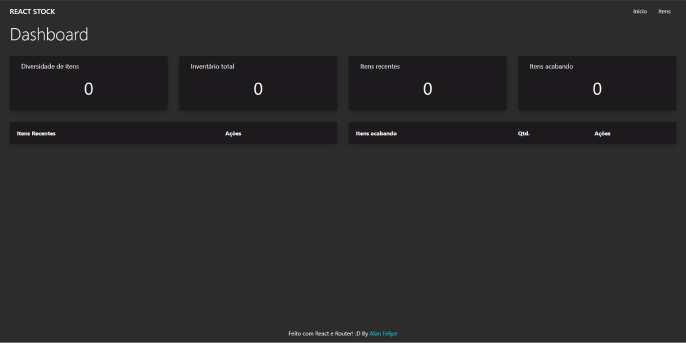 REACT STOCK
Início Itens
Dashboard
Diversidade de itens
0
Inventário total
0
Itens recentes
0
Itens acabando
0
Itens Recentes Ações
Itens acabando Qtd. Ações
Feito com React e Router! :D By Alan Felipe